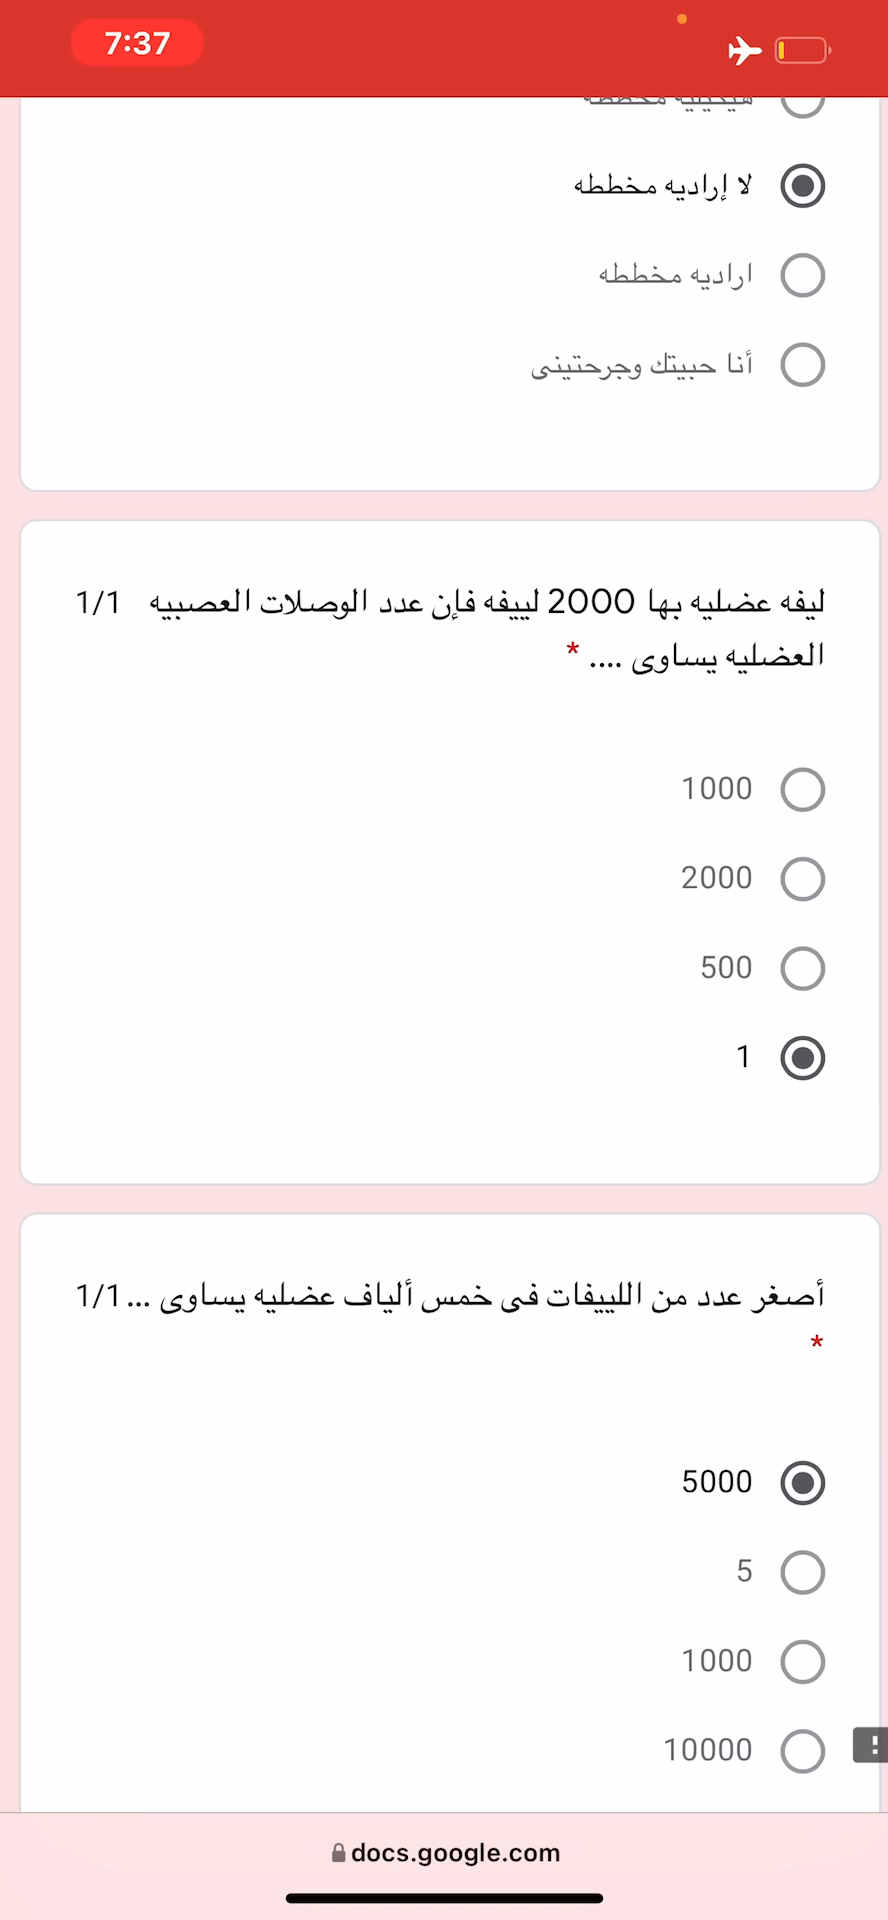 7:37
لا إراديه مخططه
اراديه مخططه
أنا حبيتك وجرحتينى
ليفه عضليه بها 2000 لييفه فإن عدد الوصلات العصبيه 1/1
العضليه يساوى .... *
1000
2000
500
1
أصغر عدد من اللييفات فى خمس ألياف عضليه يساوى ... 1/1
*
5000
5
1000
10000
docs.google.com